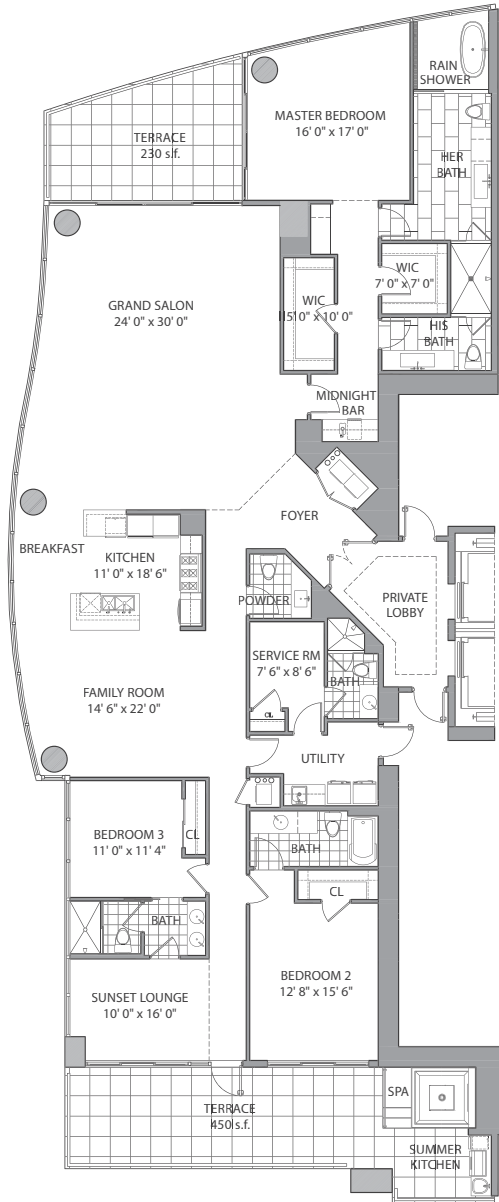 RAIN
SHOWER
MASTER BEDROOM
16' 0" x 17' 0"
TERRACE
230 s.f.
HER
BATH
WIC
7' 0" x 7' 0"
GRAND SALON
24' 0" x 30' 0"
WIC
5' 0" x 10' 0"
HIS
BATH
MIDNIGHT
BAR
FOYER
BREAKFAST
KITCHEN
11' 0" x 18' 6"
POWDER
PRIVATE
LOBBY
SERVICE RM
7' 6" x 8' 6"
BATH
FAMILY ROOM
14' 6" x 22' 0"
CL
UTILITY
BEDROOM 3
11' 0" x 11' 4"
CL
BATH
CL
BATH
BEDROOM 2
12' 8" x 15' 6"
SUNSET LOUNGE
10' 0" x 16' 0"
SPA
TERRACE
450 s.f.
SUMMER
KITCHEN